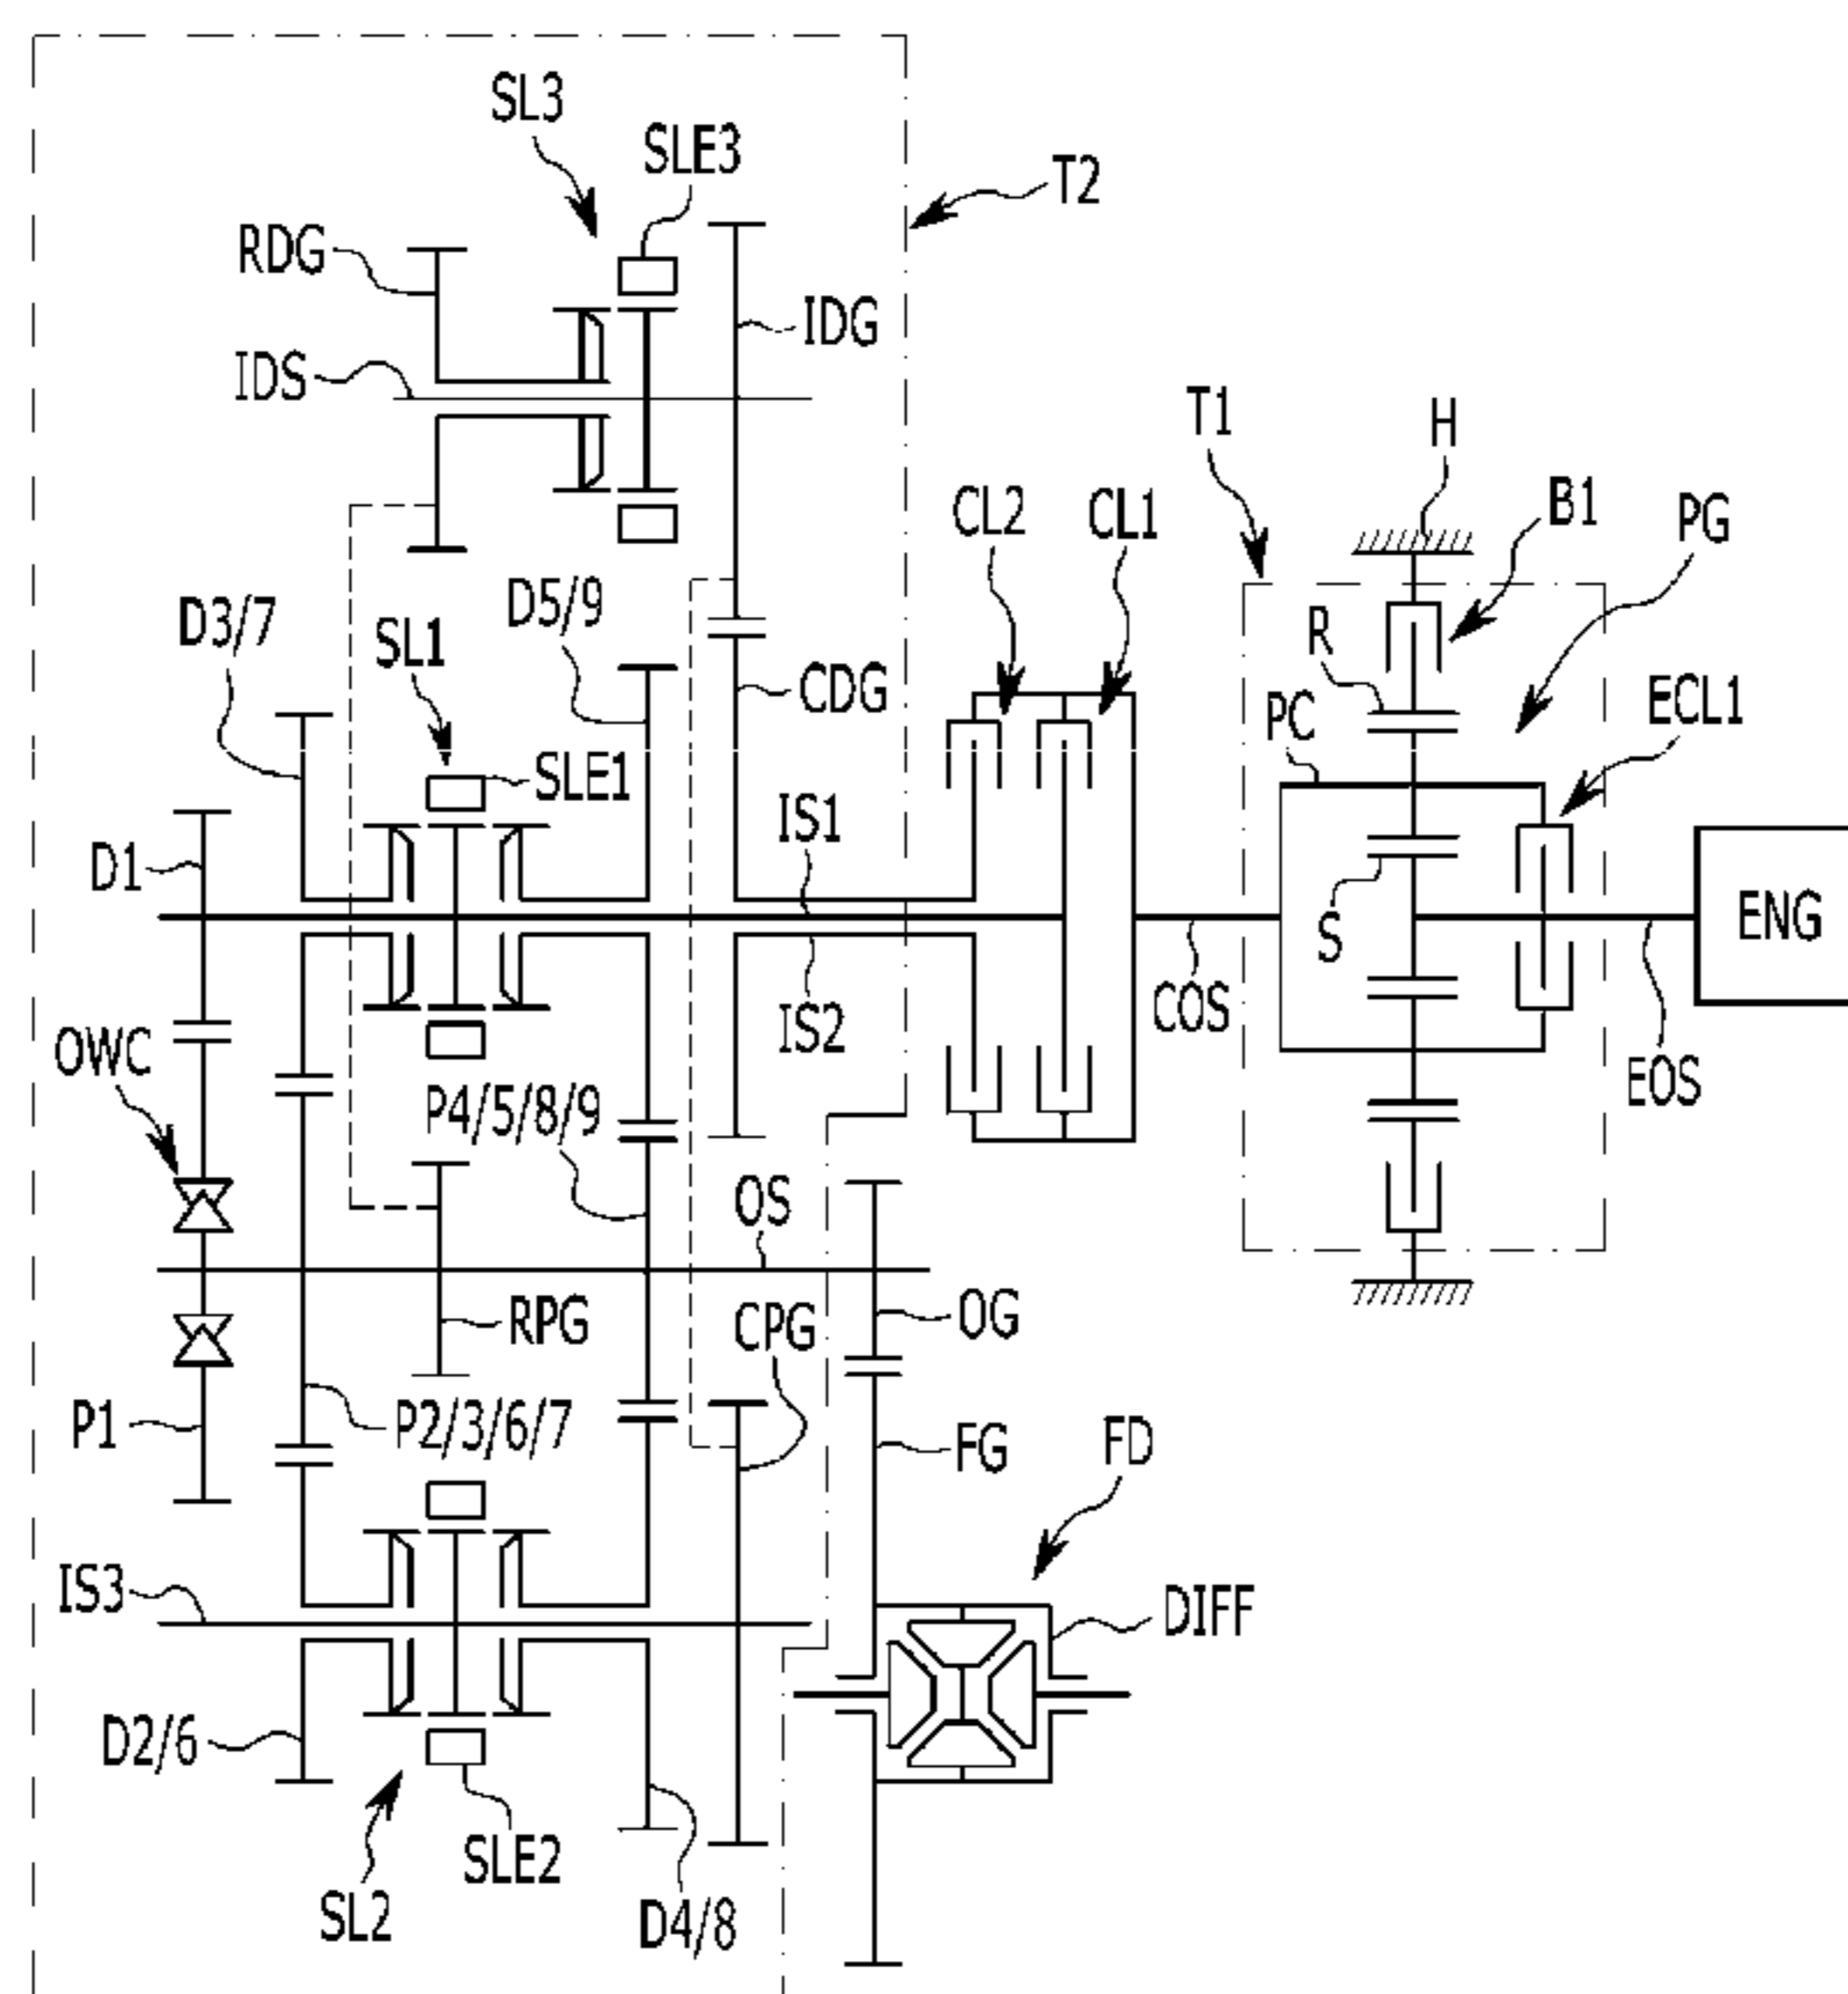 SL3
SLE3
T2
RDG
IDG
IDS
T1
H
CL2
CL1
B1
PG
D3/7
SL1
D5/9
R
CDG
PC
ECL1
SLE1
IS1
D1
S
ENG
IS2
COS
OWC
EOS
P4/5/8/9
OS
RPG
CPG
OG
P1
P2/3/6/7
FG
FD
IS3
DIFF
D2/6
SLE2
SL2
D4/8